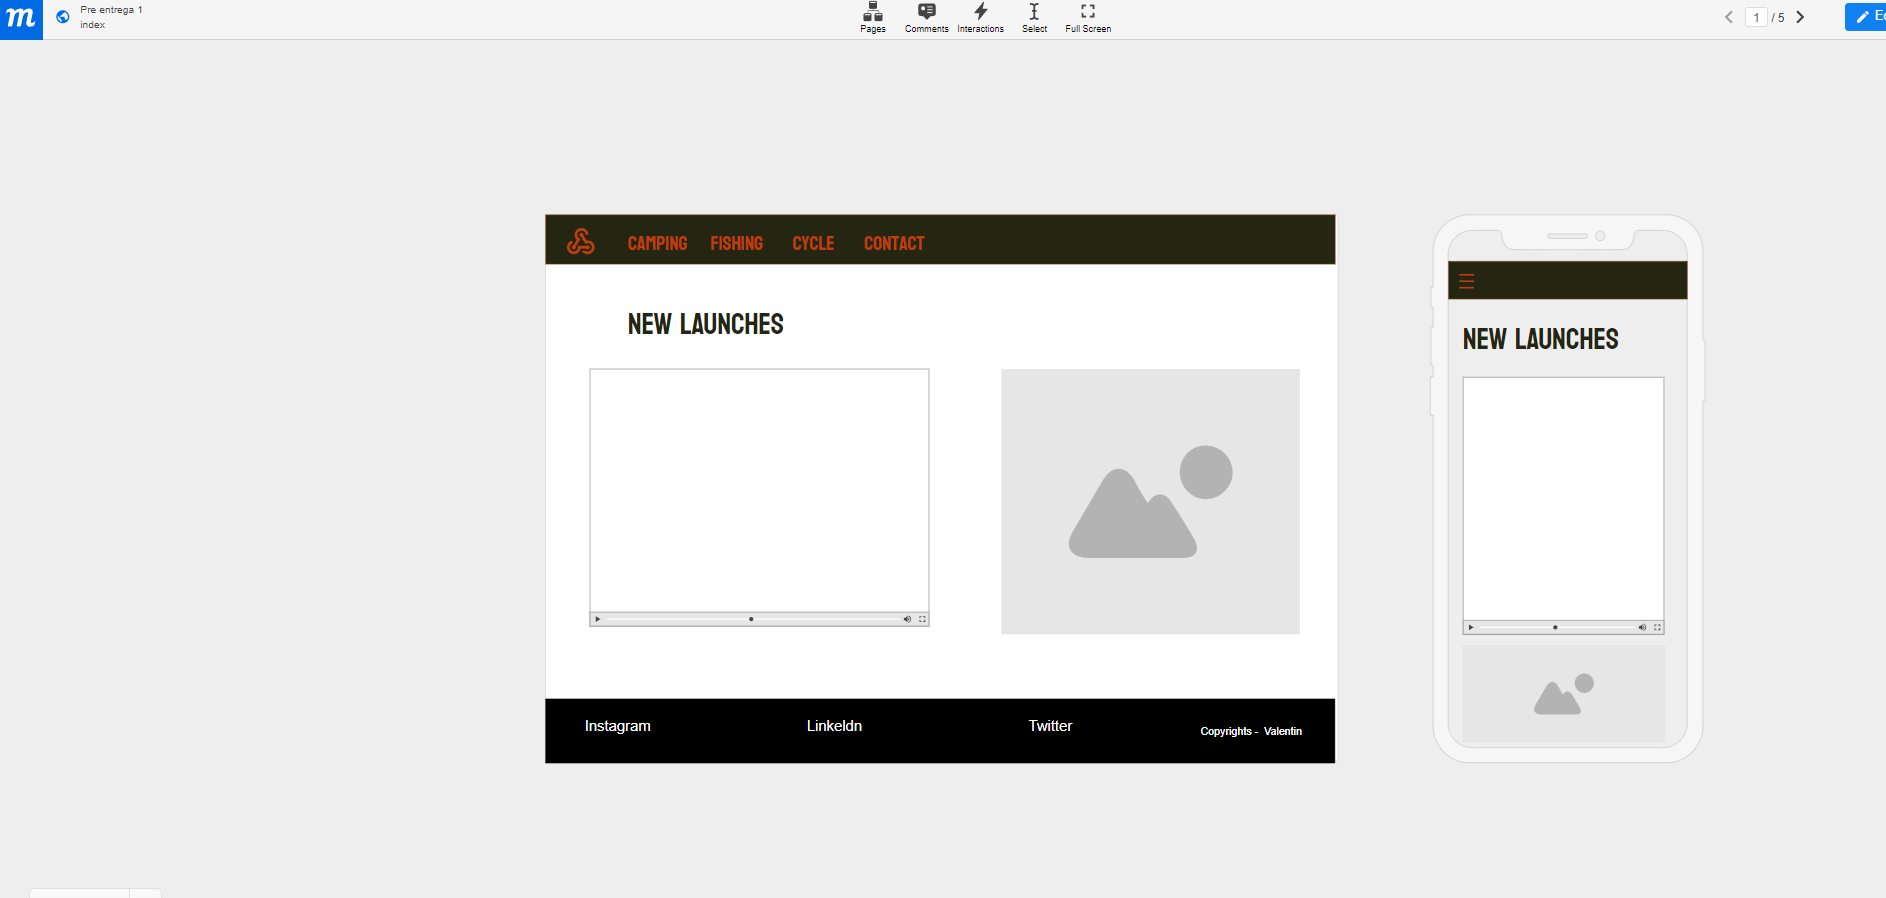 m
Pre entrega 1
index
Pages
Comments
Interactions
Select
Full Screen
1 / 5
CAMPING FISHING CYCLE CONTACT
NEW LAUNCHES
Instagram
Linkeldn
Twitter
Copyrights - Valentin
NEW LAUNCHES